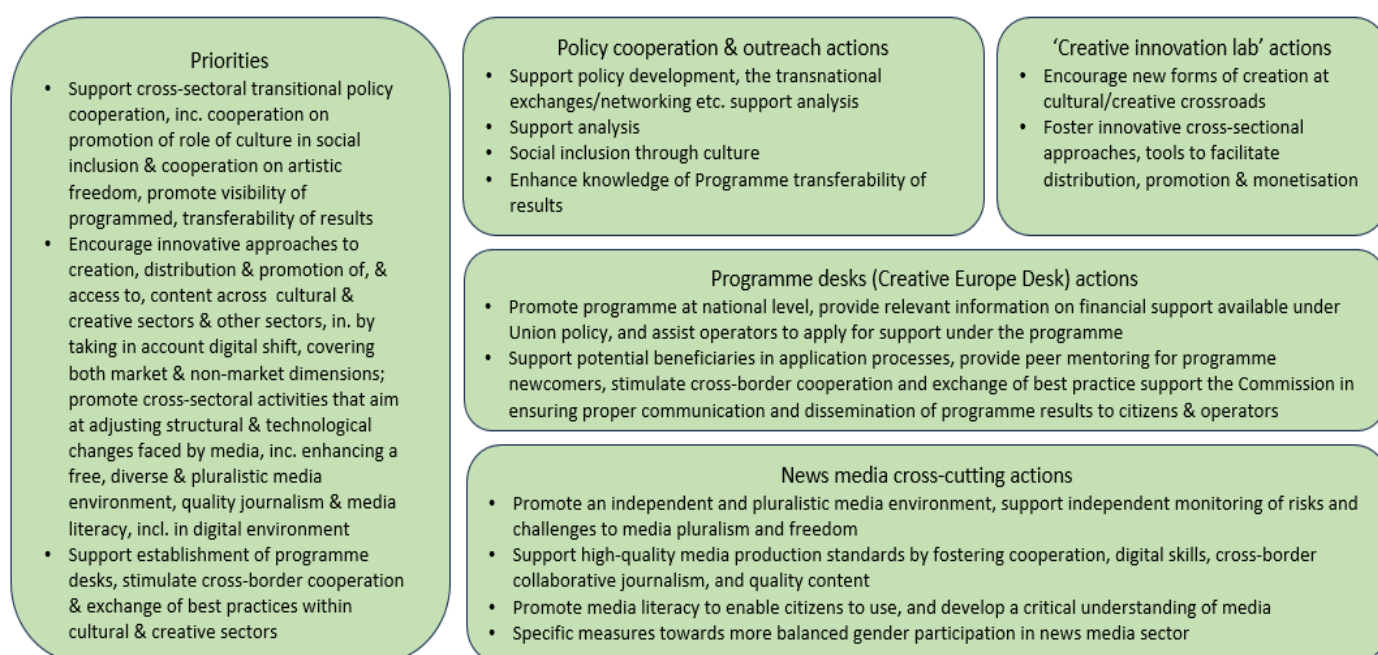 Priorities
• Support cross-sectoral transitional policy
cooperation, inc. cooperation on
promotion of role of culture in social
inclusion & cooperation on artistic
freedom, promote visibility of
programmed, transferability of results
• Encourage innovative approaches to
creation, distribution & promotion of, &
access to, content across cultural &
creative sectors & other sectors, in. by
taking in account digital shift, covering
both market & non-market dimensions;
promote cross-sectoral activities that aim
at adjusting structural & technological
changes faced by media, inc. enhancing a
free, diverse & pluralistic media
environment, quality journalism & media
literacy, incl. in digital environment
• Support establishment of programme
desks, stimulate cross-border cooperation
& exchange of best practices within
cultural & creative sectors
Policy cooperation & outreach actions
• Support policy development, the transnational
exchanges/networking etc. support analysis
• Support analysis
• Social inclusion through culture
• Enhance knowledge of Programme transferability of
results
‘Creative innovation lab’ actions
• Encourage new forms of creation at
cultural/creative crossroads
• Foster innovative cross-sectional
approaches, tools to facilitate
distribution, promotion & monetisation
Programme desks (Creative Europe Desk) actions
• Promote programme at national level, provide relevant information on financial support available under
Union policy, and assist operators to apply for support under the programme
• Support potential beneficiaries in application processes, provide peer mentoring for programme
newcomers, stimulate cross-border cooperation and exchange of best practice support the Commission in
ensuring proper communication and dissemination of programme results to citizens & operators
News media cross-cutting actions
• Promote an independent and pluralistic media environment, support independent monitoring of risks and
challenges to media pluralism and freedom
• Support high-quality media production standards by fostering cooperation, digital skills, cross-border
collaborative journalism, and quality content
• Promote media literacy to enable citizens to use, and develop a critical understanding of media
• Specific measures towards more balanced gender participation in news media sector